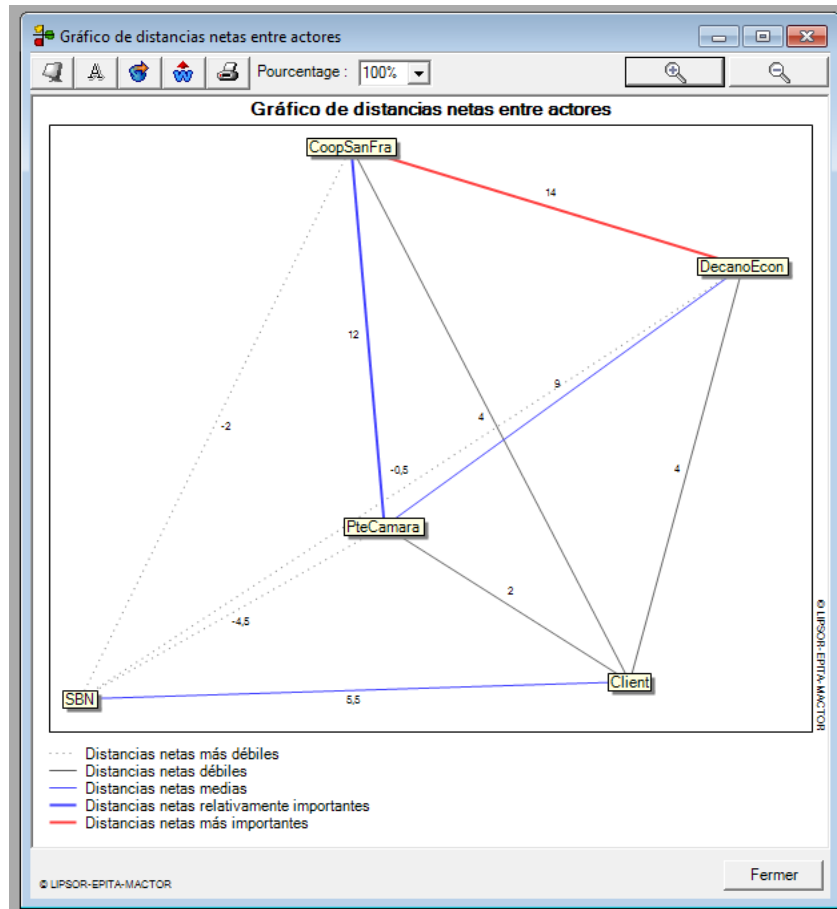 Gráfico de distancias netas entre actores
Pourcentage : 100%
Gráfico de distancias netas entre actores
CoopSanFra
14
DecanoEcon
12
9
4
-2
-0,5
4
PteCamara
2
-4,5
SBN
5,5
Client
© LIPSOR-EPITA-MACTOR
Distancias netas más débiles
Distancias netas débiles
Distancias netas medias
Distancias netas relativamente importantes
Distancias netas más importantes
© LIPSOR-EPITA-MACTOR
Fermer